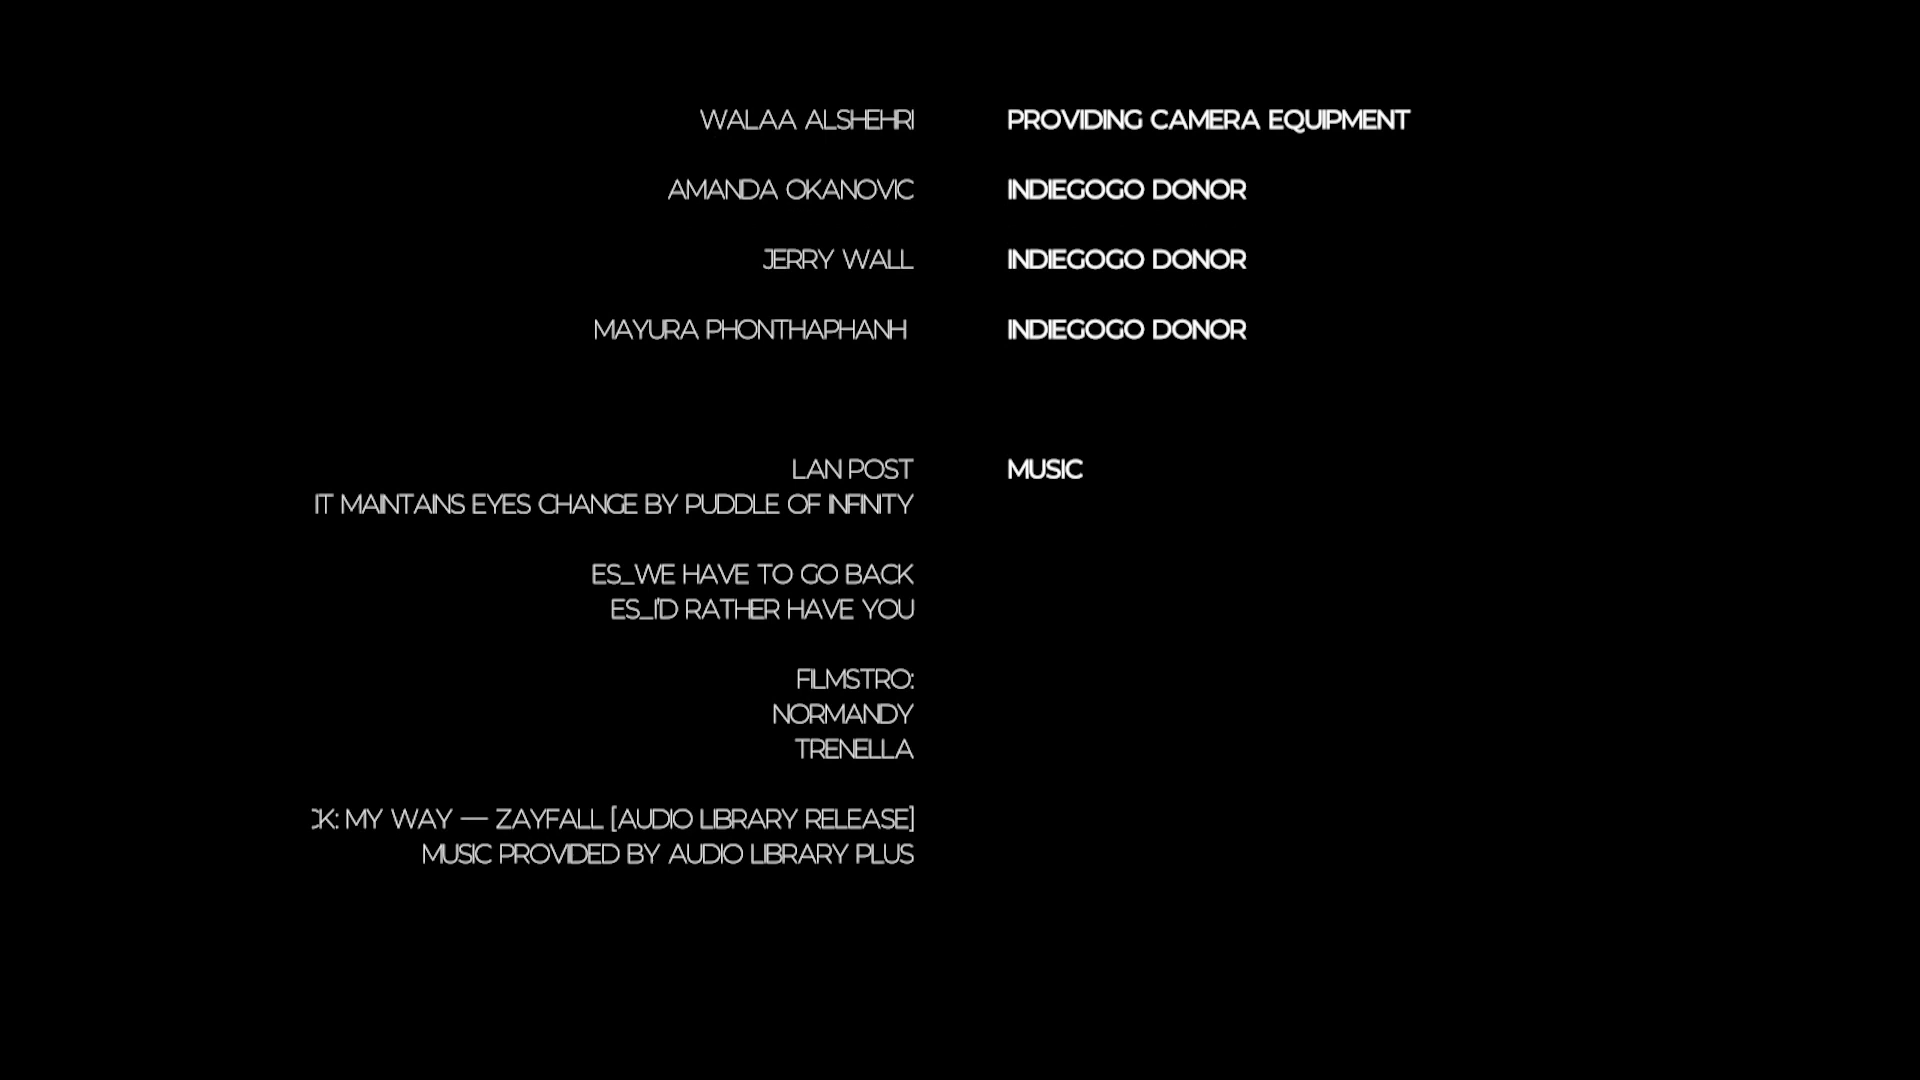 WALAA ALSHEHRI PROVIDING CAMERA EQUIPMENT
AMANDA OKANOVIC INDIEGOGO DONOR
JERRY WALL INDIEGOGO DONOR
MAYURA PHONTHAPHANH INDIEGOGO DONOR
LAN POST MUSIC
IT MAINTAINS EYES CHANGE BY PUDDLE OF INFINITY
ES_WE HAVE TO GO BACK
ES_I'D RATHER HAVE YOU
FILMSTRO:
NORMANDY
TRENELLA
K: MY WAY — ZAYFALL [AUDIO LIBRARY RELEASE]
MUSIC PROVIDED BY AUDIO LIBRARY PLUS